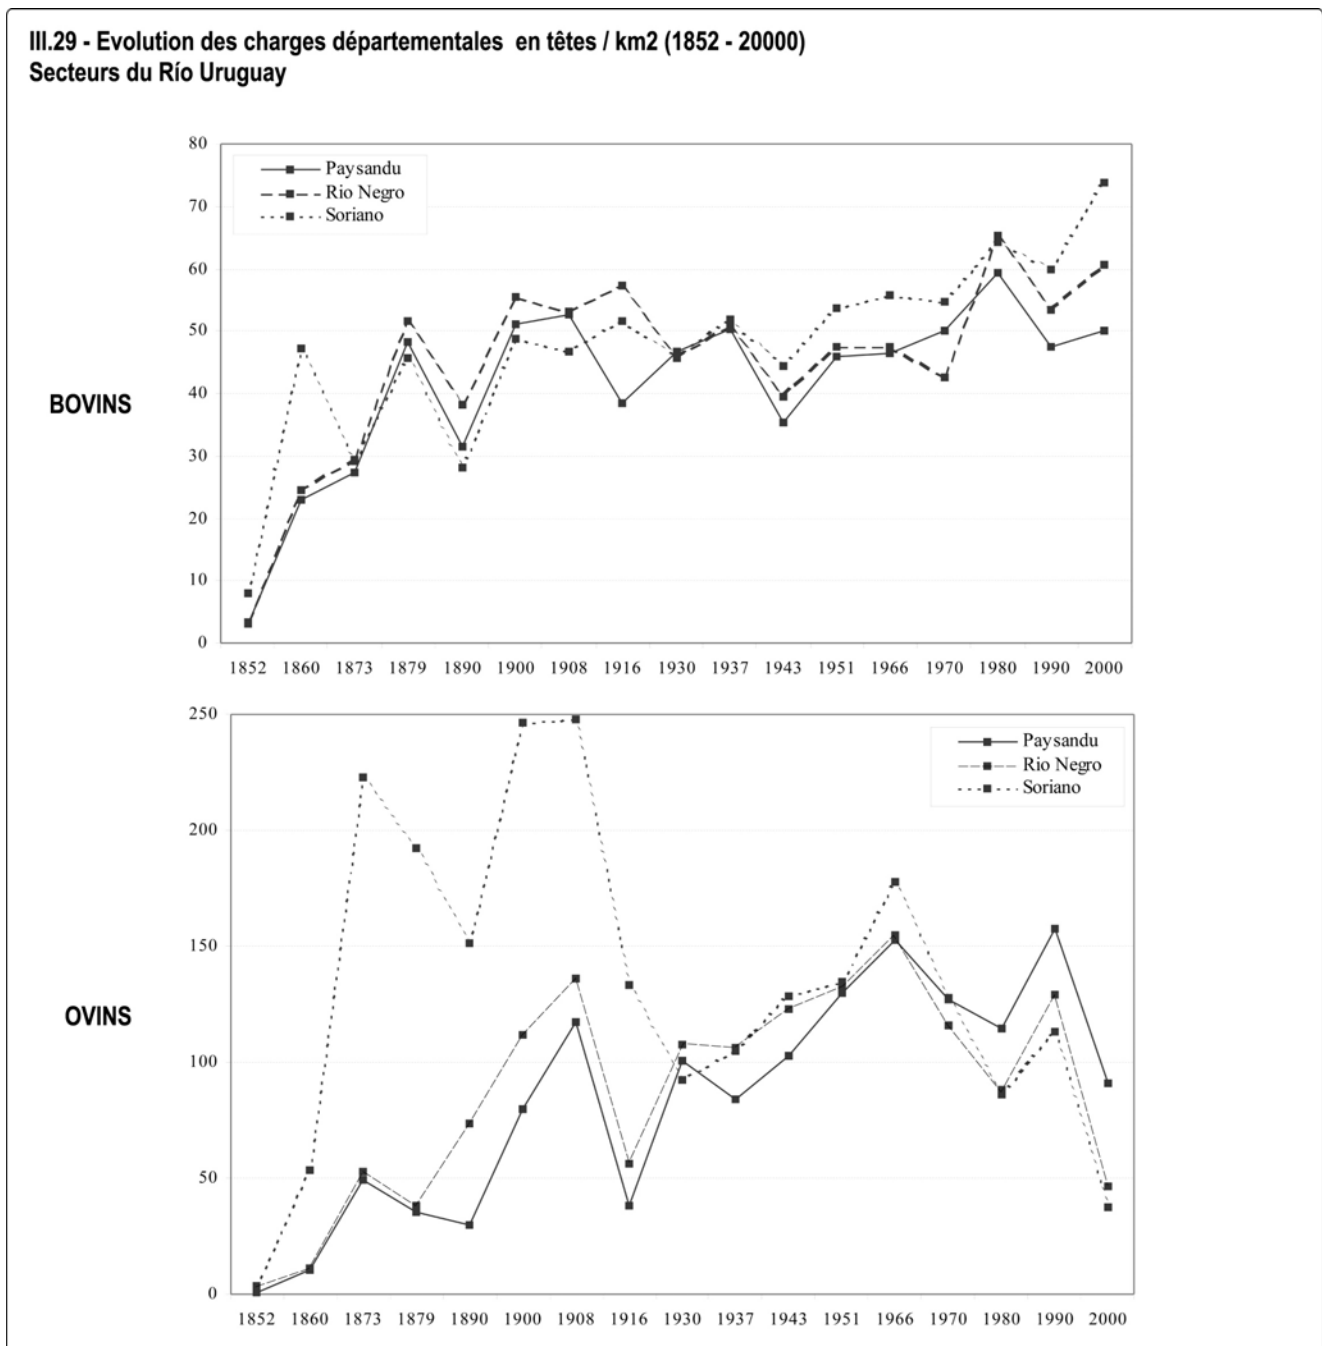 III.29 - Evolution des charges départementales en têtes / km2 (1852 - 20000)
Secteurs du Río Uruguay
BOVINS
80
70
60
50
40
30
20
10
0
Paysandu
Rio Negro
Soriano
1852 1860 1873 1879 1890 1900 1908 1916 1930 1937 1943 1951 1966 1970 1980 1990 2000
OVINS
250
200
150
100
50
0
Paysandu
Rio Negro
Soriano
1852 1860 1873 1879 1890 1900 1908 1916 1930 1937 1943 1951 1966 1970 1980 1990 2000